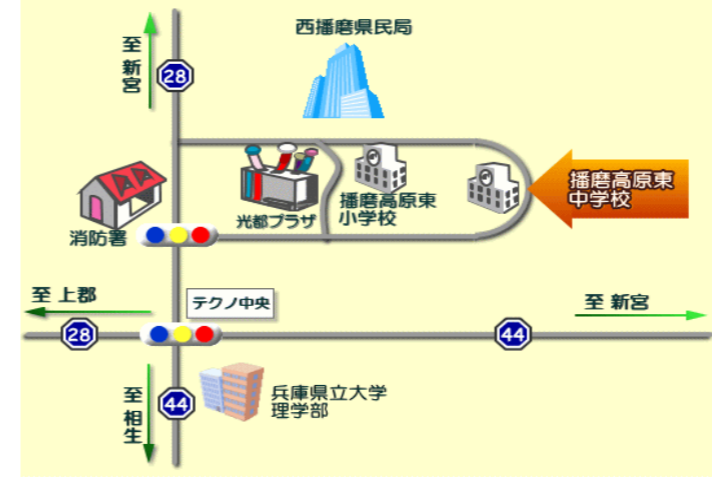 西播磨県民局
至新宮
28
播磨高原東
中学校
播磨高原東
小学校
光都プラザ
消防署
至 上郡
テクノ中央
至 新宮
28
44
至相生
44
兵庫県立大学
理学部